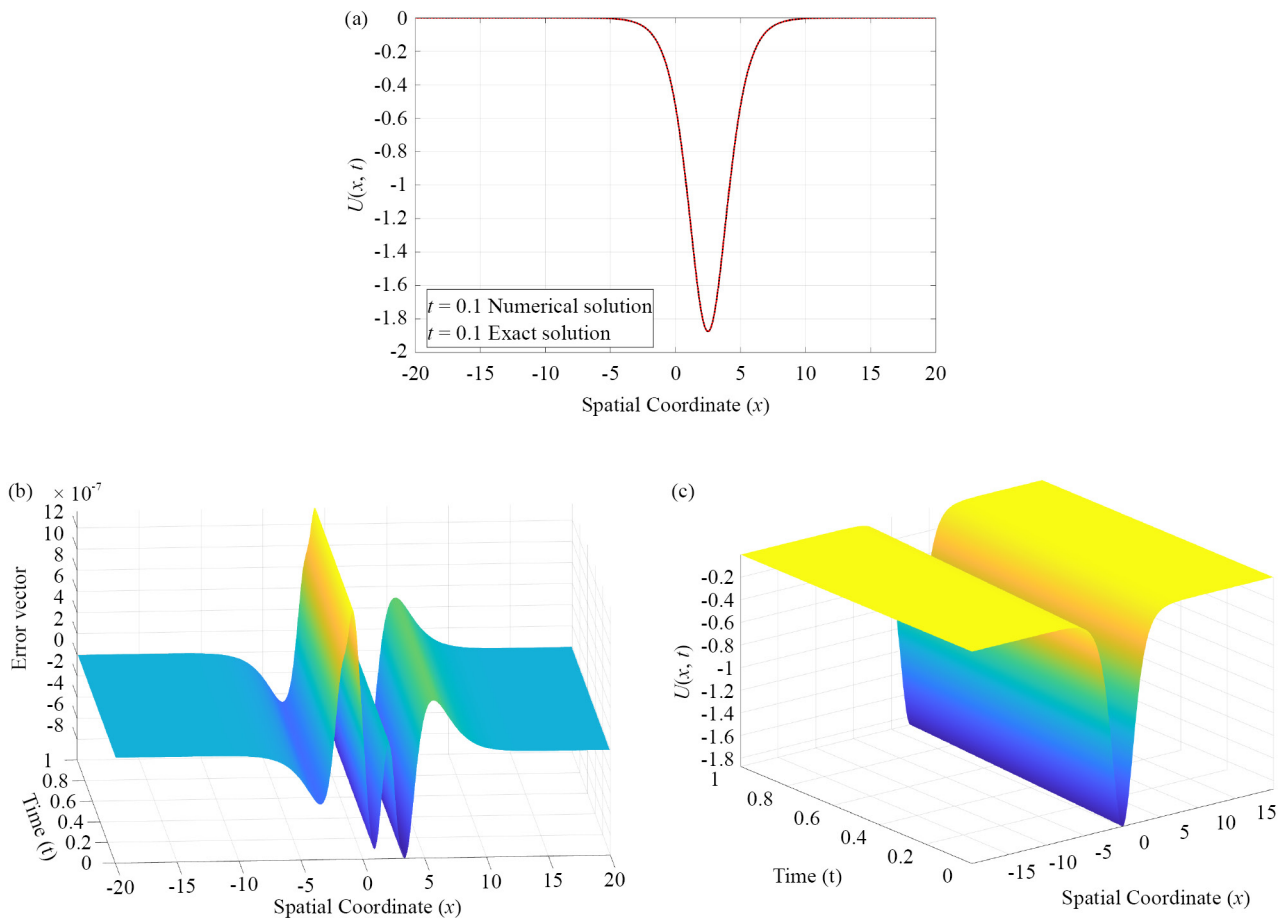 (a)
0
-0.2
-0.4
-0.6
-0.8
-1
-1.2
-1.4
-1.6
-1.8
-2
U(x, t)
t = 0.1 Numerical solution
t = 0.1 Exact solution
-20 -15 -10 -5 0 5 10 15 20
Spatial Coordinate (x)
(b)
× 10-7
12
10
8
6
4
2
0
-2
-4
-6
-8
Error vector
1
0.8
0.6
0.4
0.2
0
Time (t)
-20 -15 -10 -5 0 5 10 15 20
Spatial Coordinate (x)
(c)
-0.2
-0.4
-0.6
-0.8
-1
-1.2
-1.4
-1.6
-1.8
U(x, t)
1
0.8
0.6
0.4
0.2
0
Time (t)
-15 -10 -5 0 5 10 15
Spatial Coordinate (x)